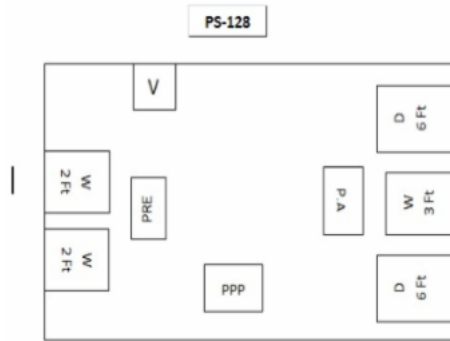 PS-128
V
D
6 Ft
W
2 Ft
PRE
P.A
W
3 Ft
W
2 Ft
PPP
D
6 Ft